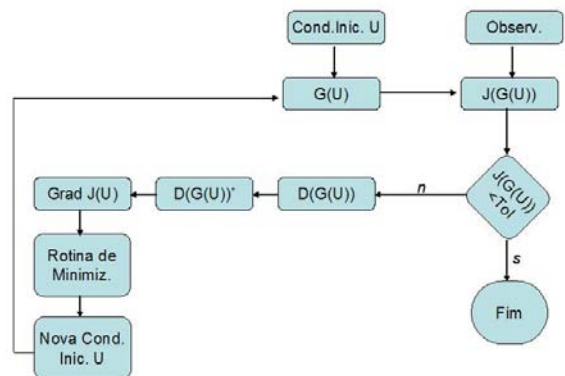 Cond.Inic. U
Observ.
G(U)
J(G(U))
J(G(U))
<Tol
n
D(G(U))
D(G(U))*
Grad J(U)
s
Rotina de
Minimiz.
Fim
Nova Cond.
Inic. U